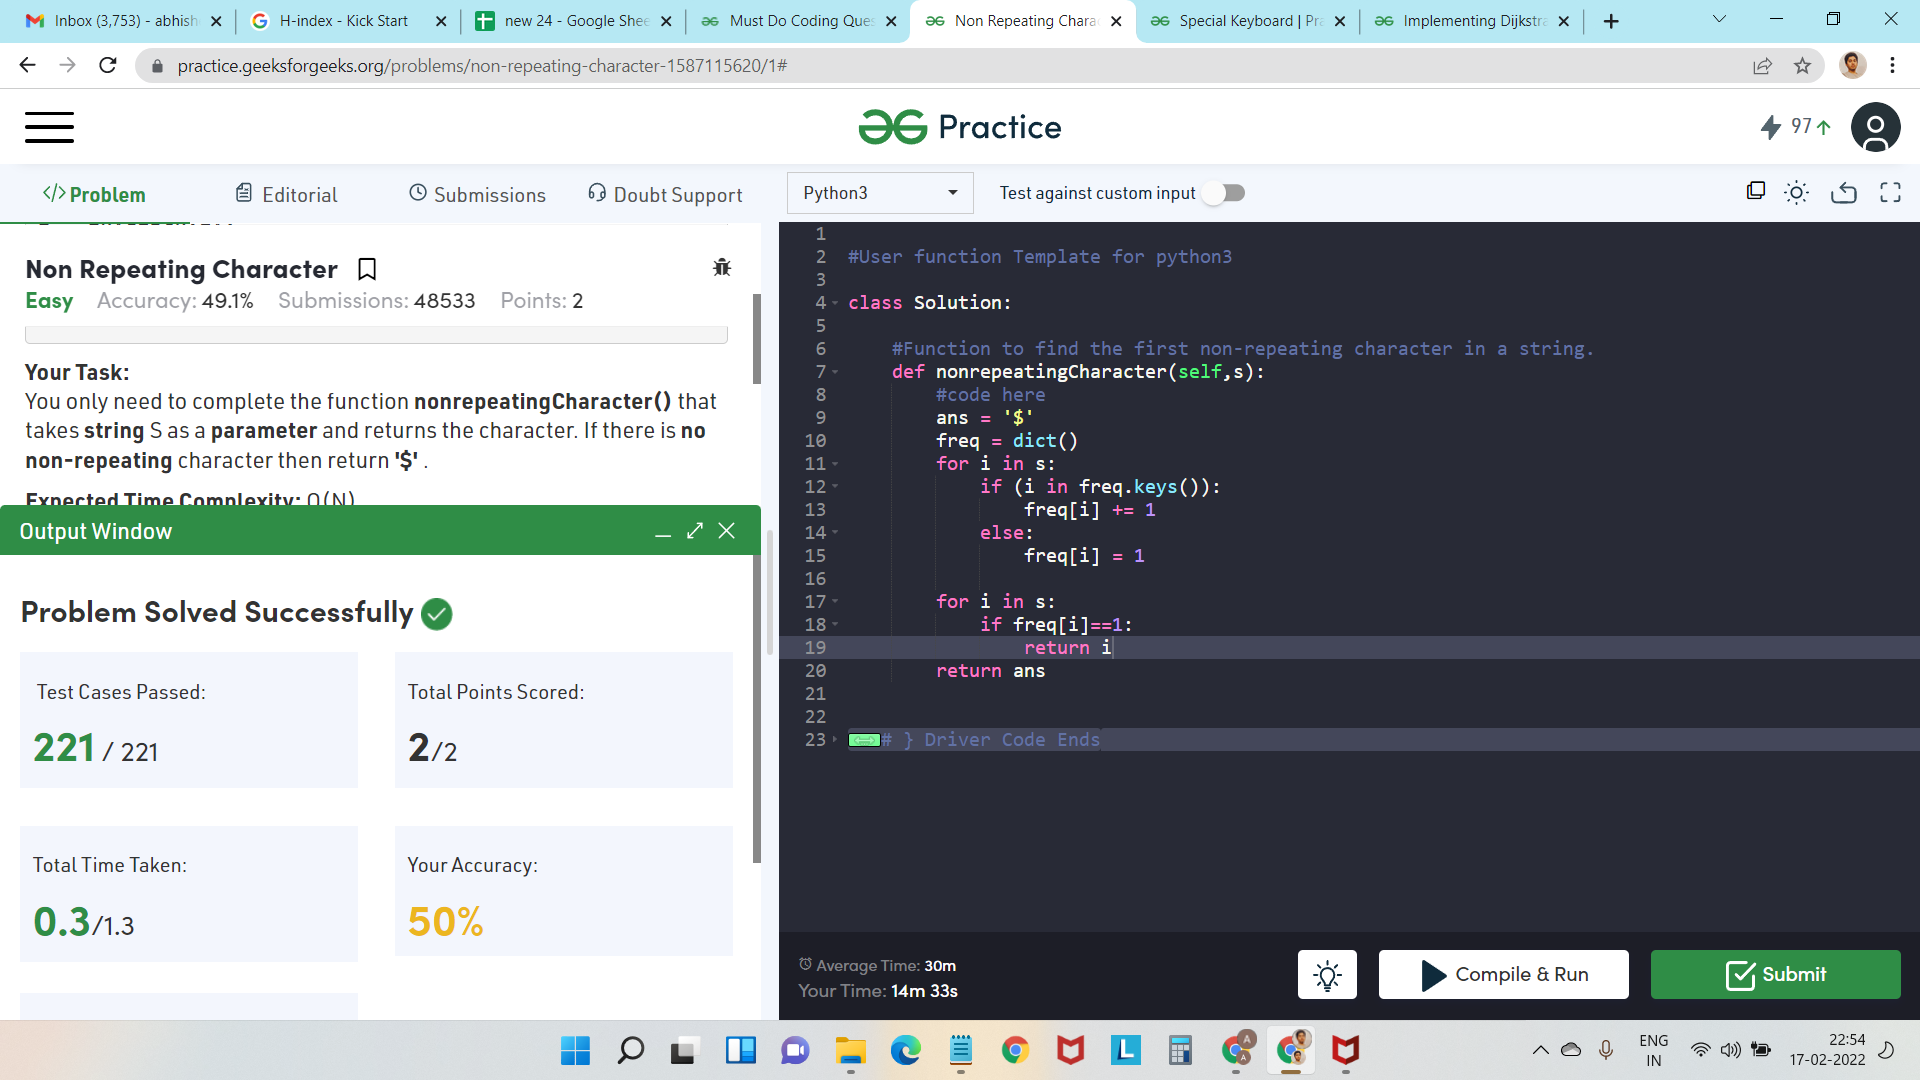 Inbox (3,753) - abhish
H-index - Kick Start
new 24 - Google Shee
Must Do Coding Ques
Non Repeating Chara
Special Keyboard | Pra
Implementing Dijkstra
practice.geeksforgeeks.org/problems/non-repeating-character-1587115620/1#
Practice
97
</> Problem
Editorial
Submissions
Doubt Support
Python3
Test against custom input
Non Repeating Character
Easy Accuracy: 49.1% Submissions: 48533 Points: 2
Your Task:
You only need to complete the function nonrepeatingCharacter() that
takes string S as a parameter and returns the character. If there is no
non-repeating character then return '$' .
Expected Time Complexity: O(N)
Output Window
Problem Solved Successfully
Test Cases Passed:
221 / 221
Total Points Scored:
2/2
Total Time Taken:
0.3/1.3
Your Accuracy:
50%
1
2 #User function Template for python3
3
4 class Solution:
5
6 #Function to find the first non-repeating character in a string.
7 def nonrepeatingCharacter(self,s):
8 #code here
9 ans = '$'
10 freq = dict()
11 for i in s:
12 if (i in freq.keys()):
13 freq[i] += 1
14 else:
15 freq[i] = 1
16
17 for i in s:
18 if freq[i]==1:
19 return i
20 return ans
21
22
23 # } Driver Code Ends
Average Time: 30m
Your Time: 14m 33s
Compile & Run
Submit
ENG
IN
22:54
17-02-2022